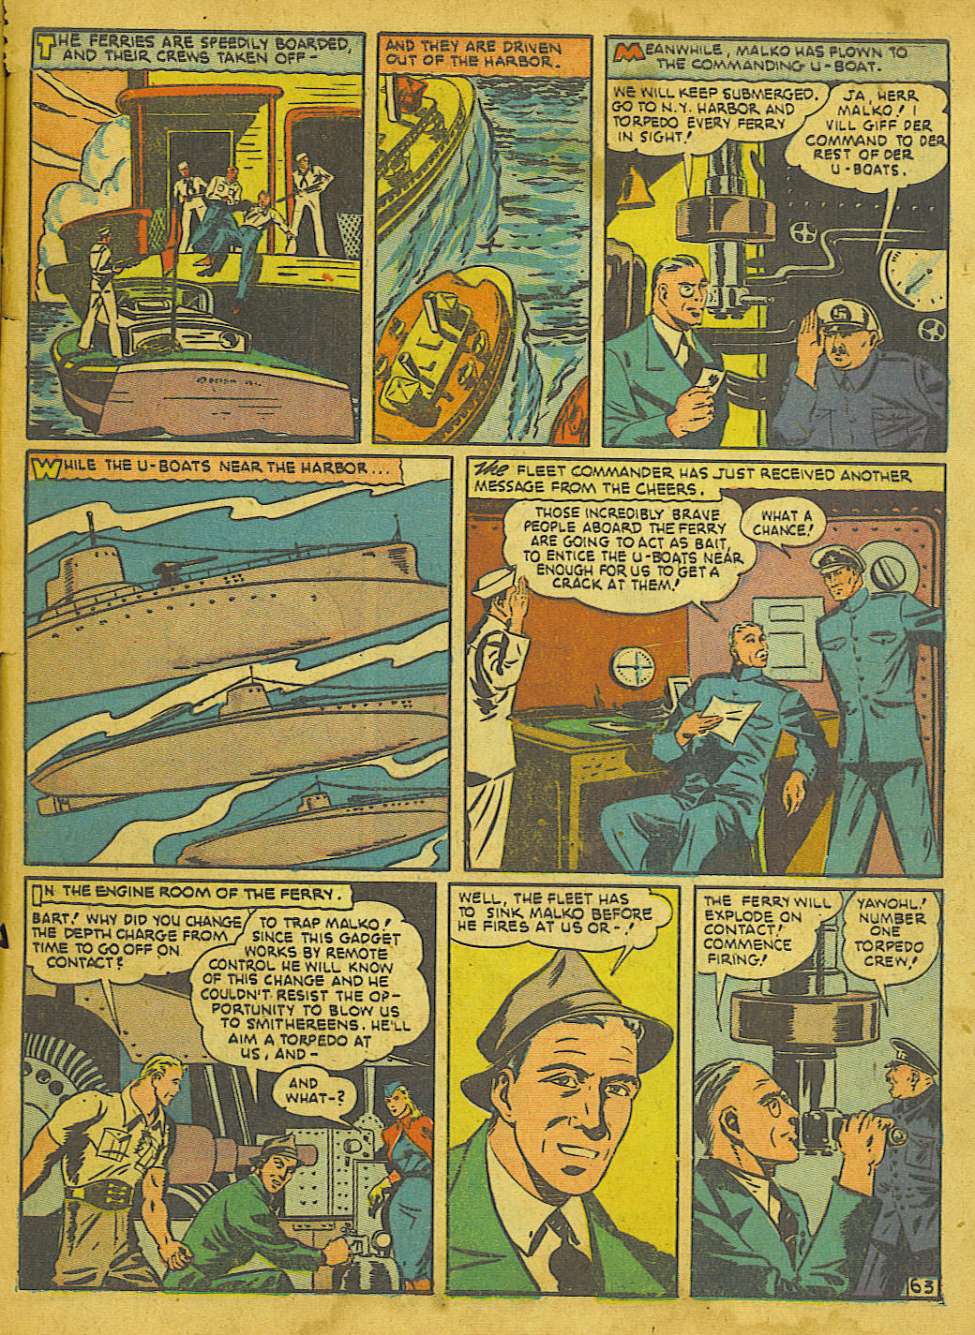 THE FERRIES ARE SPEEDILY BOARDED,
AND THEIR CREWS TAKEN OFF-
AND THEY ARE DRIVEN
OUT OF THE HARBOR.
MEANWHILE, MALKO HAS FLOWN TO
THE COMMANDING U-BOAT.
WE WILL KEEP SUBMERGED.
GO TO N.Y. HARBOR AND
TORPEDO EVERY FERRY
IN SIGHT!
JA, HERR
MALKO! I
VILL GIFF DER
COMMAND TO DER
REST OF DER
U-BOATS.
WHILE THE U-BOATS NEAR THE HARBOR...
THE FLEET COMMANDER HAS JUST RECEIVED ANOTHER
MESSAGE FROM THE CHEERS.
THOSE INCREDIBLY BRAVE
PEOPLE ABOARD THE FERRY
ARE GOING TO ACT AS BAIT,
TO ENTICE THE U-BOATS NEAR
ENOUGH FOR US TO GET A
CRACK AT THEM!
WHAT A
CHANCE!
IN THE ENGINE ROOM OF THE FERRY.
BART! WHY DID YOU CHANGE
THE DEPTH CHARGE FROM
TIME TO GO OFF ON
CONTACT?
TO TRAP MALKO!
SINCE THIS GADGET
WORKS BY REMOTE
CONTROL HE WILL KNOW
OF THIS CHANGE AND HE
COULDN'T RESIST THE OP-
PORTUNITY TO BLOW US
TO SMITHEREENS. HE'LL
AIM A TORPEDO AT
US, AND-
AND
WHAT-?
WELL, THE FLEET HAS
TO SINK MALKO BEFORE
HE FIRES AT US OR-!
THE FERRY WILL
EXPLODE ON
CONTACT!
COMMENCE
FIRING!
YAWOHL!
NUMBER
ONE
TORPEDO
CREW!
63